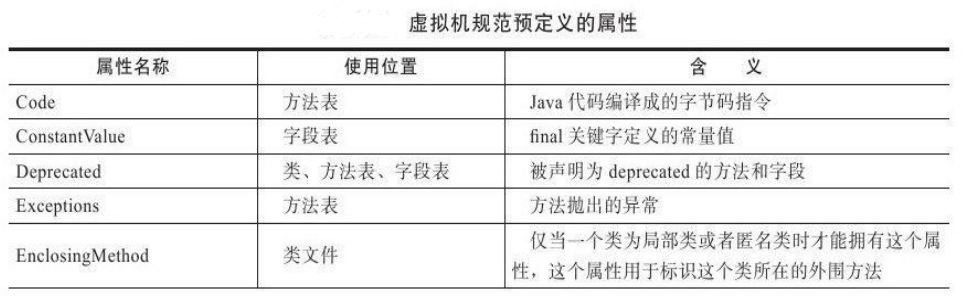 虚拟机规范预定义的属性
属性名称 使用位置 含 义
Code 方法表 Java 代码编译成的字节码指令
ConstantValue 字段表 final 关键字定义的常量值
Deprecated 类、方法表、字段表 被声明为 deprecated 的方法和字段
Exceptions 方法表 方法抛出的异常
EnclosingMethod 类文件 仅当一个类为局部类或者匿名类时才能拥有这个属
性，这个属性用于标识这个类所在的外围方法